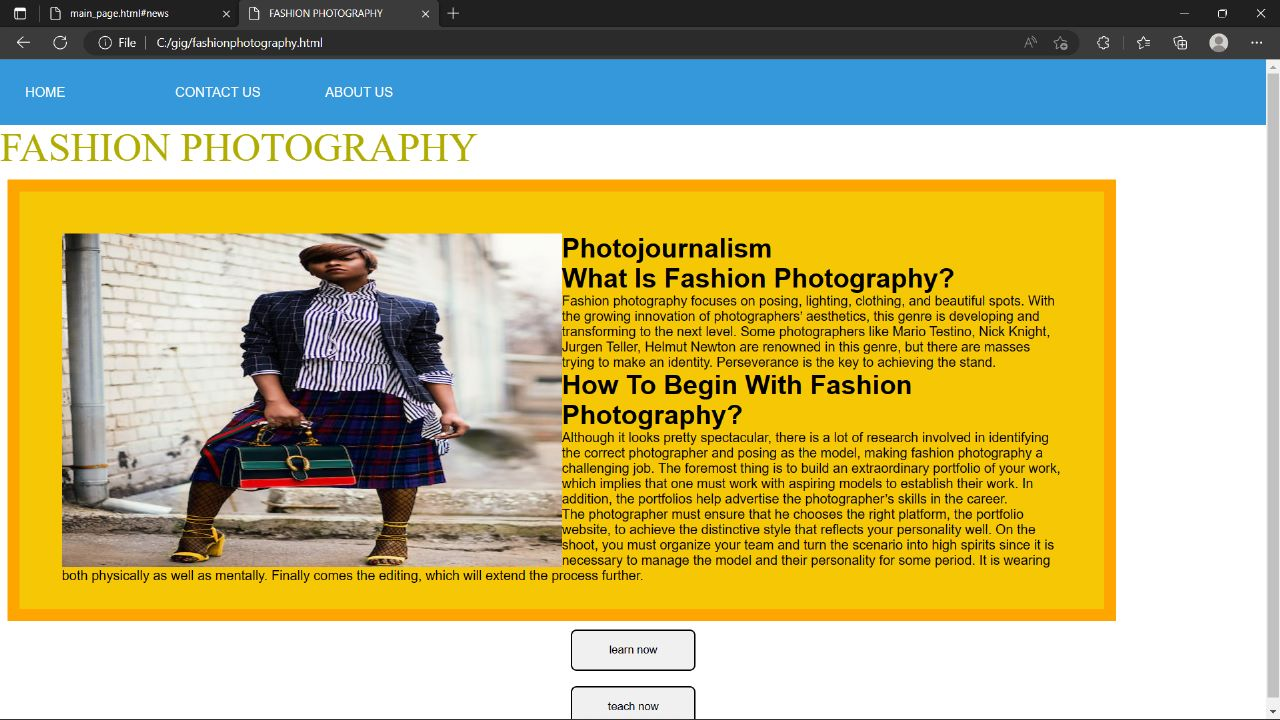 main_page.html#news
FASHION PHOTOGRAPHY
File
C:/gig/fashionphotography.html
HOME
CONTACT US
ABOUT US
FASHION PHOTOGRAPHY
Photojournalism
What Is Fashion Photography?
Fashion photography focuses on posing, lighting, clothing, and beautiful spots. With
the growing innovation of photographers' aesthetics, this genre is developing and
transforming to the next level. Some photographers like Mario Testino, Nick Knight,
Jurgen Teller, Helmut Newton are renowned in this genre, but there are masses
trying to make an identity. Perseverance is the key to achieving the stand.
How To Begin With Fashion
Photography?
Although it looks pretty spectacular, there is a lot of research involved in identifying
the correct photographer and posing as the model, making fashion photography a
challenging job. The foremost thing is to build an extraordinary portfolio of your work,
which implies that one must work with aspiring models to establish their work. In
addition, the portfolios help advertise the photographer's skills in the career.
The photographer must ensure that he chooses the right platform, the portfolio
website, to achieve the distinctive style that reflects your personality well. On the
shoot, you must organize your team and turn the scenario into high spirits since it is
necessary to manage the model and their personality for some period. It is wearing
both physically as well as mentally. Finally comes the editing, which will extend the process further.
learn now
teach now